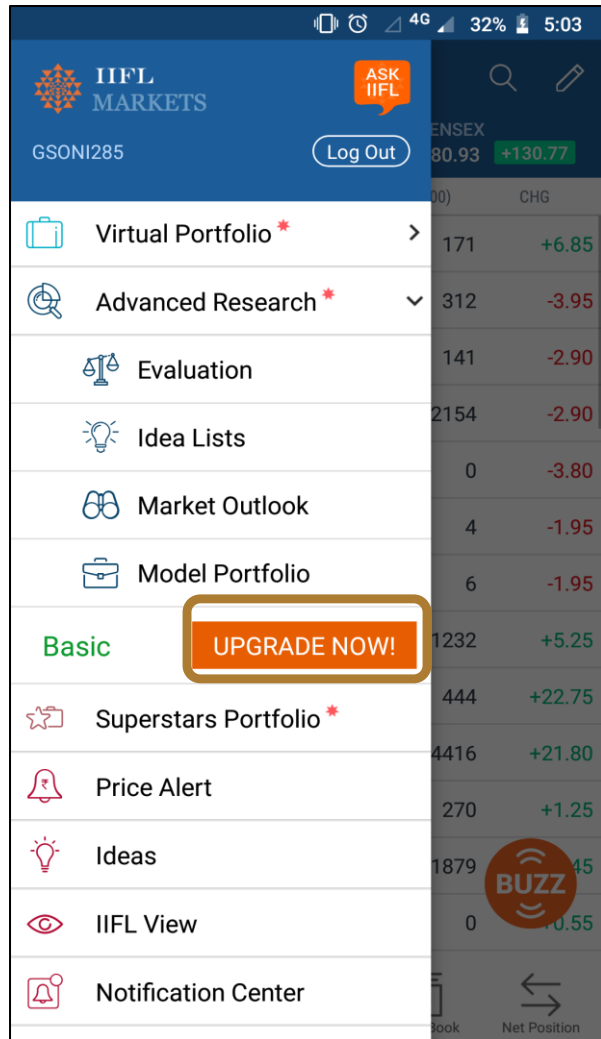 4G 32% 5:03
IIFL
MARKETS
ASK
IIFL
GSONI285
Log Out
ENSEX
80.93 +130.77
00) CHG
Virtual Portfolio *
171 +6.85
Advanced Research *
312 -3.95
Evaluation
141 -2.90
Idea Lists
2154 -2.90
Market Outlook
0 -3.80
4 -1.95
Model Portfolio
6 -1.95
Basic
UPGRADE NOW!
1232 +5.25
Superstars Portfolio *
444 +22.75
4416 +21.80
Price Alert
270 +1.25
Ideas
1879 45
BUZZ
IIFL View
0 0.55
Notification Center
Book Net Position